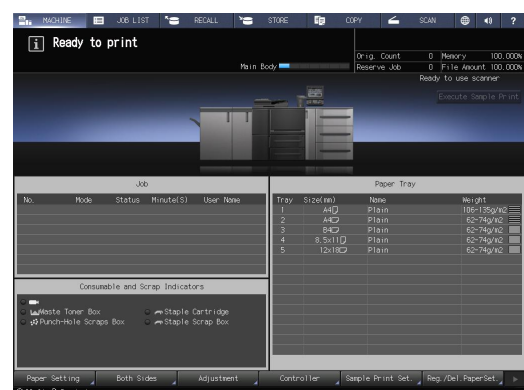 MACHINE JOB LIST RECALL STORE COPY SCAN ?
i Ready to print
Main Body
Orig. Count 0 Memory 100.000%
Reserve Job 0 File Amount 100.000%
Ready to use scanner
Execute Sample Print
Job
No. Mode Status Minute(S) User Name
Paper Tray
Tray Size(mm) Name Weight
1 A4 Plain 106-135g/m2
2 A4 Plain 62-74g/m2
3 B4 Plain 62-74g/m2
4 8.5x11 Plain 62-74g/m2
5 12x18 Plain 62-74g/m2
Consumable and Scrap Indicators
Waste Toner Box Staple Cartridge
Punch-Hole Scraps Box Staple Scrap Box
Paper Setting Both Sides Adjustment Controller Sample Print Set. Reg./Del.PaperSet.